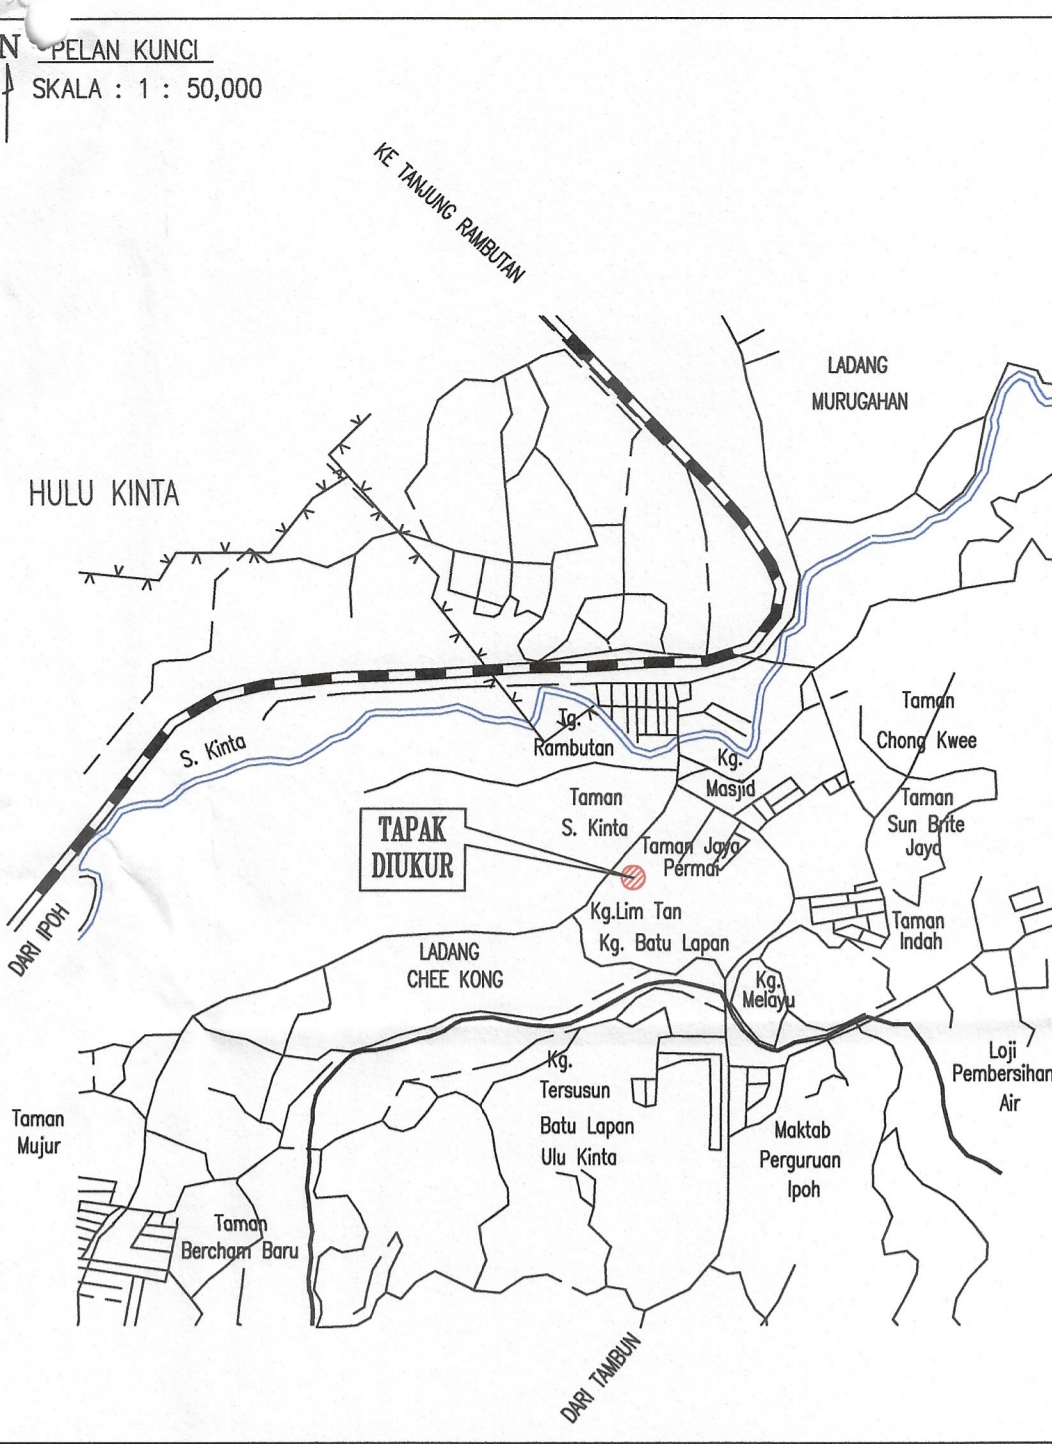 N
PELAN KUNCI
SKALA : 1 : 50,000
KE TANJUNG RAMBUTAN
LADANG
MURUGAHAN
HULU KINTA
S. Kinta
Tg.
Rambutan
Kg.
Masjid
Taman
Chong Kwee
Taman
S. Kinta
Taman
Sun Brite
Jaya
TAPAK
DIUKUR
Taman Jaya
Permai
Kg.Lim Tan
Kg. Batu Lapan
Taman
Indah
DARI IPOH
LADANG
CHEE KONG
Kg.
Melayu
Loji
Pembersihan
Air
Kg.
Tersusun
Batu Lapan
Ulu Kinta
Taman
Mujur
Maktab
Perguruan
Ipoh
Taman
Bercham Baru
DARI TAMBUN